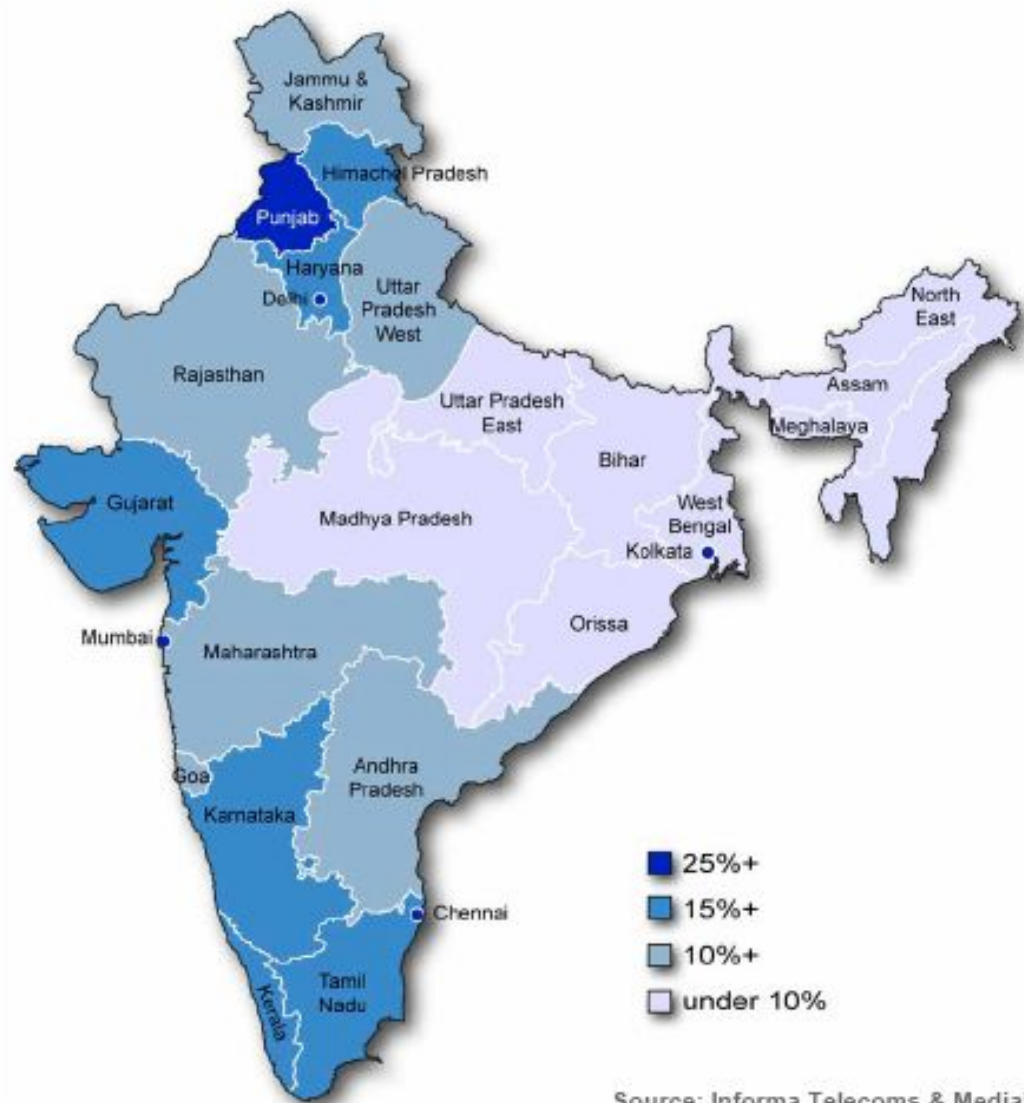 Jammu &
Kashmir
Himachel Pradesh
Punjab
Haryana
Delhi
Uttar
Pradesh
West
Rajasthan
North
East
Assam
Meghalaya
Uttar Pradesh
East
Bihar
Gujarat
Madhya Pradesh
West
Bengal
Kolkata
Orissa
Mumbai
Maharashtra
Goa
Andhra
Pradesh
Karnataka
25%+
15%+
Chennai
10%+
Tamil
Nadu
under 10%
Kerala
Source: Informa Telecoms & Media